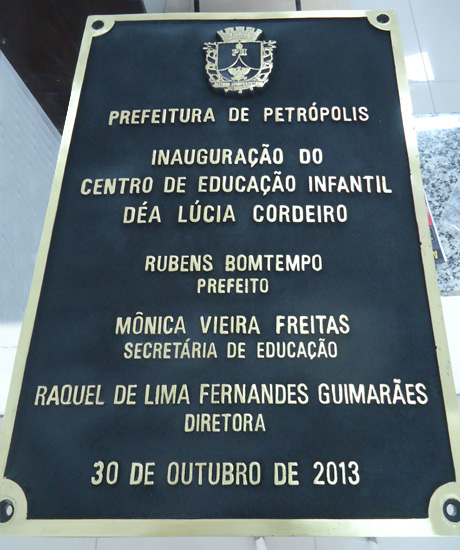 PREFEITURA DE PETRÓPOLIS
INAUGURAÇÃO DO
CENTRO DE EDUCAÇÃO INFANTIL
DÉA LÚCIA CORDEIRO
RUBENS BOMTEMPO
PREFEITO
MÔNICA VIEIRA FREITAS
SECRETÁRIA DE EDUCAÇÃO
RAQUEL DE LIMA FERNANDES GUIMARÃES
DIRETORA
30 DE OUTUBRO DE 2013